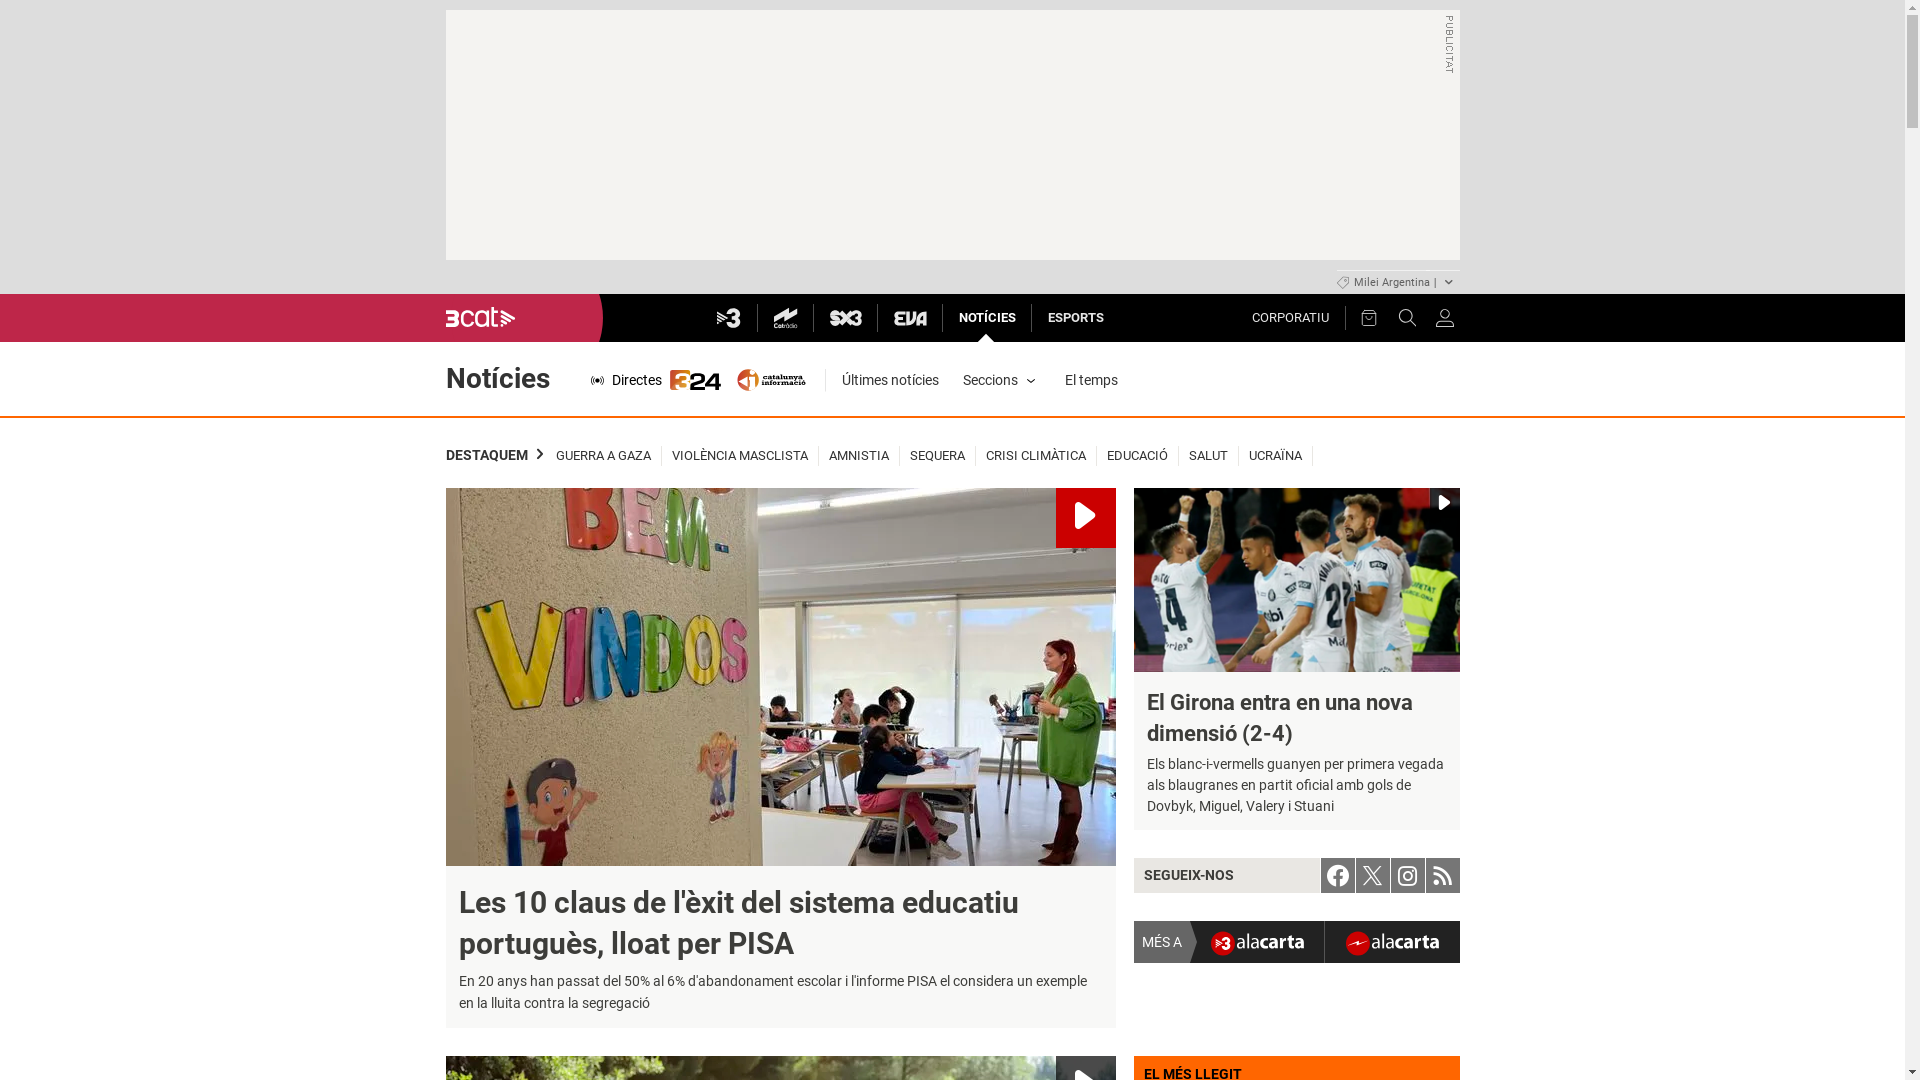 PUBLICITAT
Milei Argentina |
3cat
3
Catràdio
SX3
EVA
NOTÍCIES
ESPORTS
CORPORATIU
Notícies
Directes
324
catalunya
informació
Últimes notícies
Seccions
El temps
DESTAQUEM
GUERRA A GAZA
VIOLÈNCIA MASCLISTA
AMNISTIA
SEQUERA
CRISI CLIMÀTICA
EDUCACIÓ
SALUT
UCRAÏNA
BEM-
VINDOS
Les 10 claus de l'èxit del sistema educatiu
portuguès, lloat per PISA
En 20 anys han passat del 50% al 6% d'abandonament escolar i l'informe PISA el considera un exemple
en la lluita contra la segregació
El Girona entra en una nova
dimensió (2-4)
Els blanc-i-vermells guanyen per primera vegada
als blaugranes en partit oficial amb gols de
Dovbyk, Miguel, Valery i Stuani
SEGUEIX-NOS
MÉS A
3alacarta
alacarta
EL MÉS LLEGIT